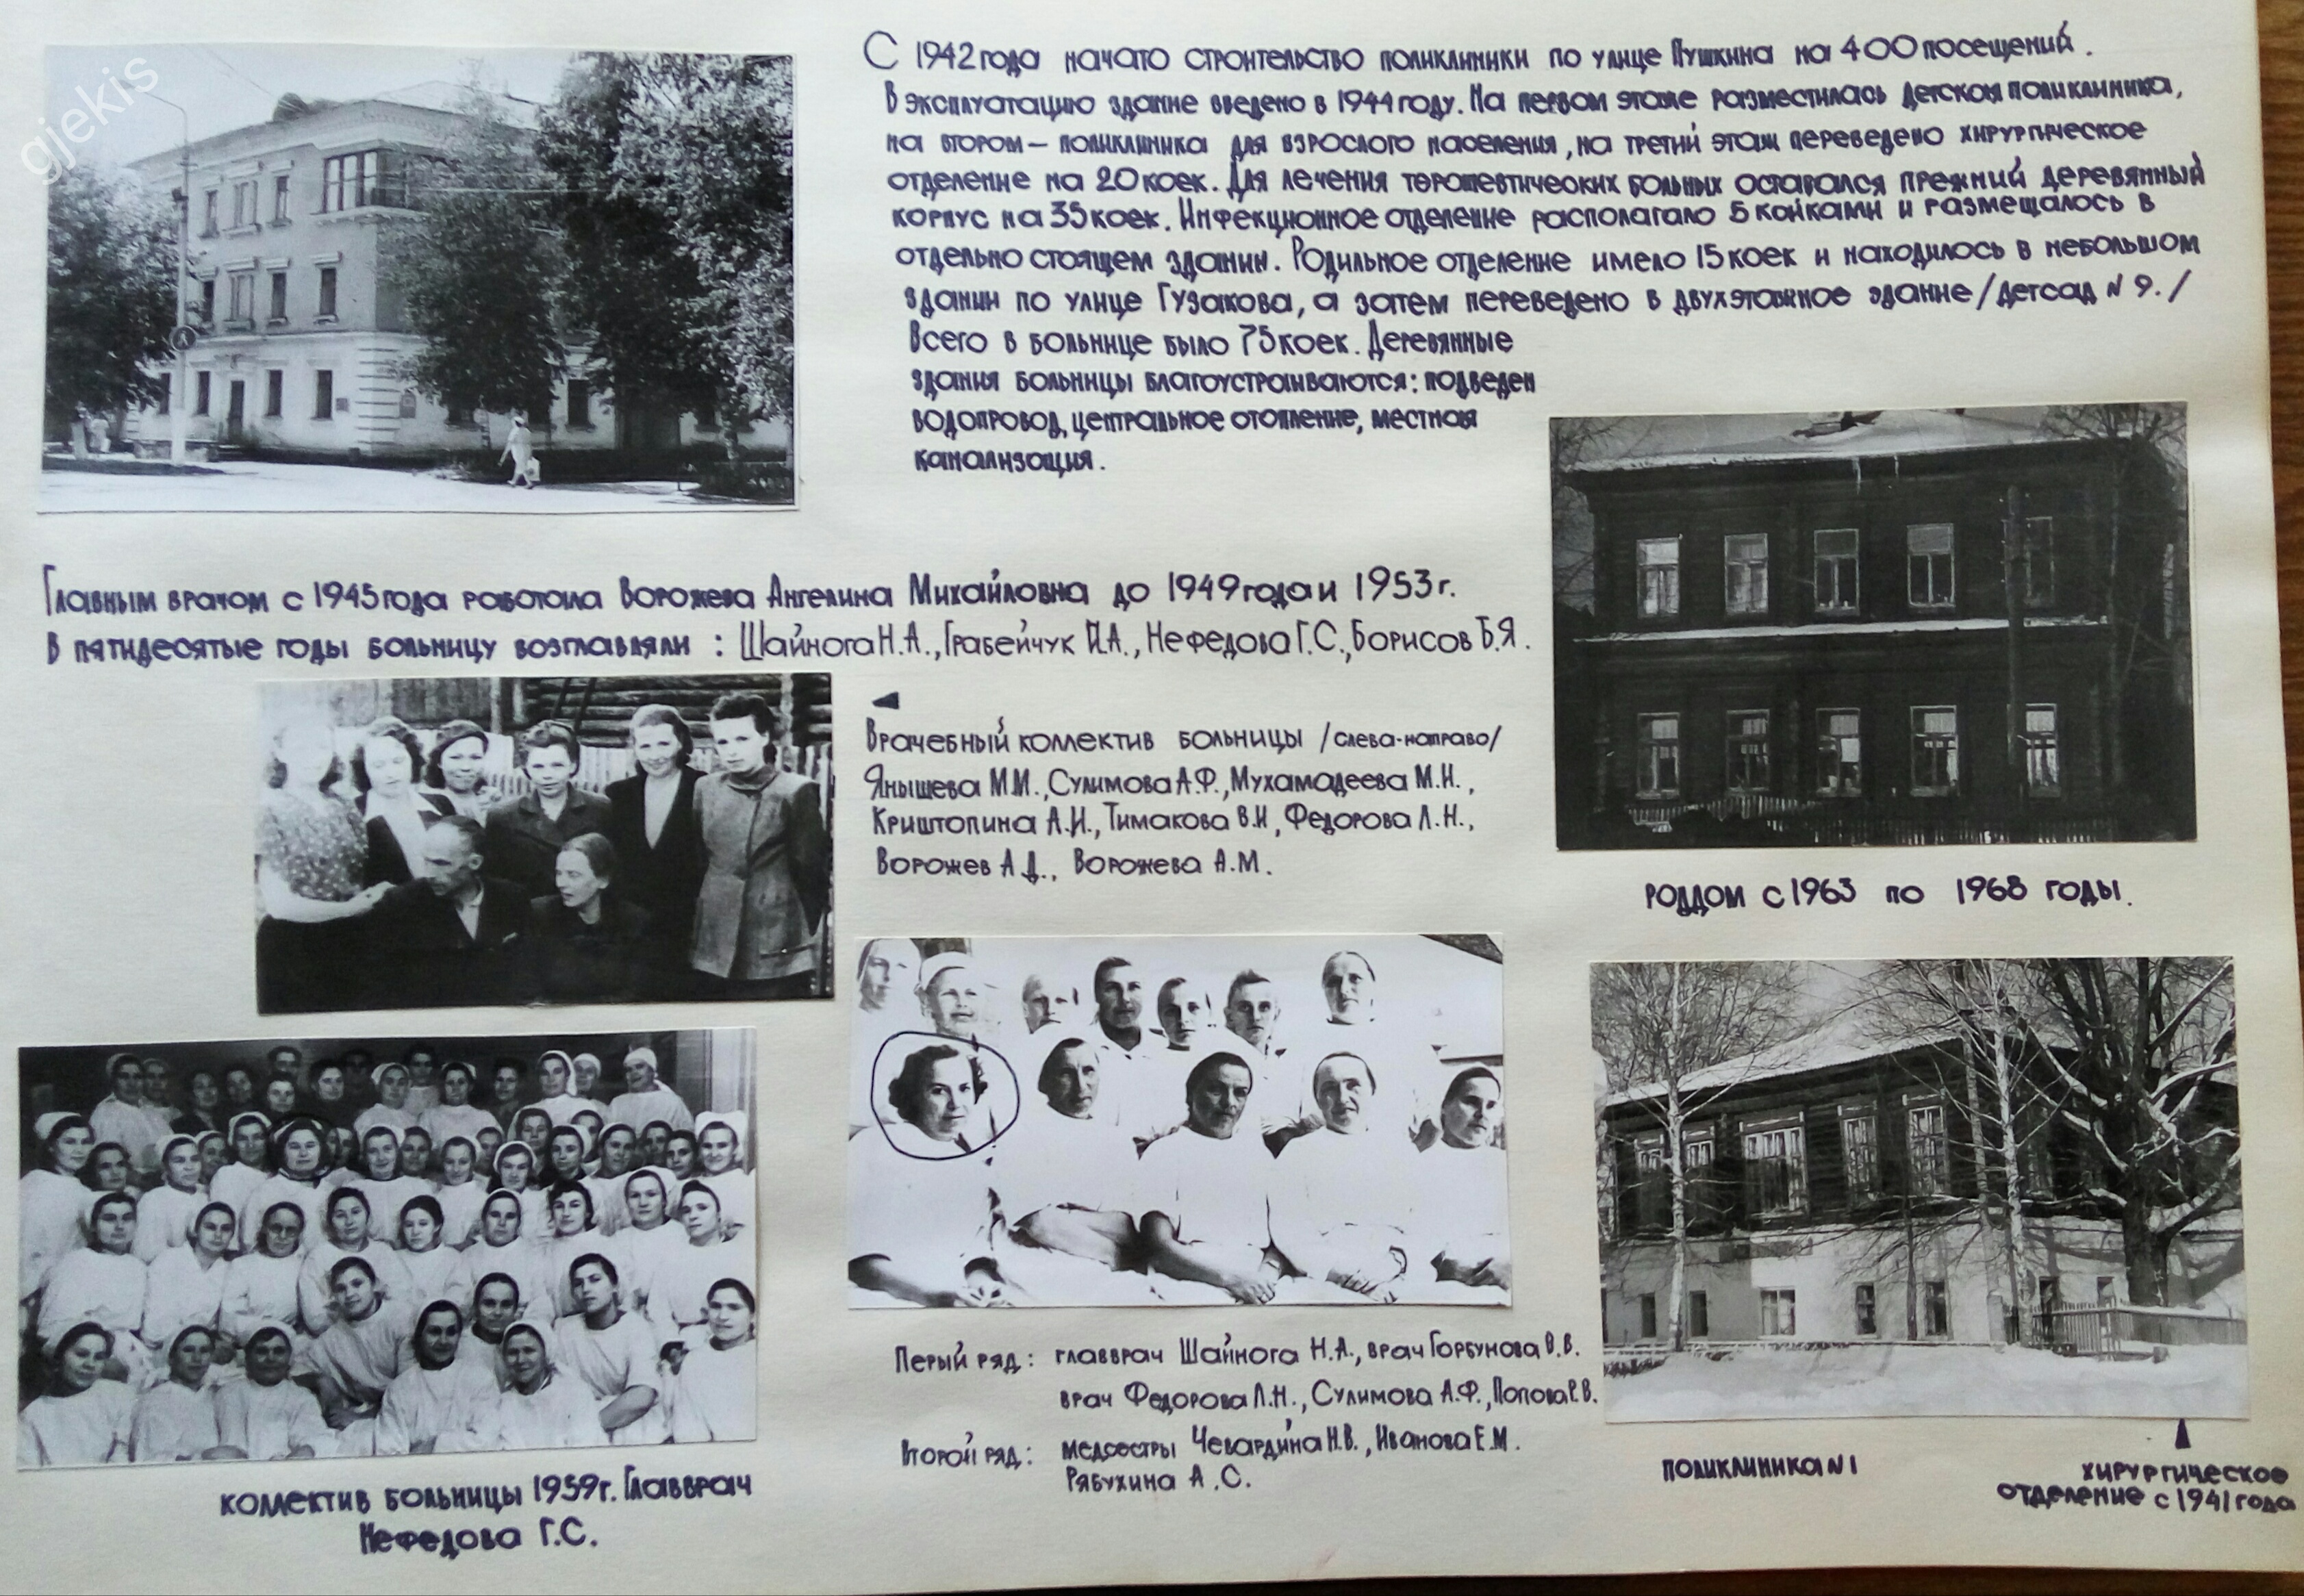 gjekis
С 1942 года начато строительство поликлиники по улице Пушкина на 400 посещений.
В эксплуатацию здание введено в 1944 году. На первом этаже разместилась детская поликлиника,
на втором – поликлиника для взрослого населения, на третий этаж переведено хирургическое
отделение на 20 коек. Для лечения терапевтических больных оставался прежний деревянный
корпус на 35 коек. Инфекционное отделение располагало 5 койками и размещалось в
отдельно стоящем здании. Родильное отделение имело 15 коек и находилось в небольшом
здании по улице Гузакова, а затем переведено в двухэтажное здание /детсад № 9./
Всего в больнице было 75 коек. Деревянные
здания больницы благоустраиваются: подведен
водопровод, центральное отопление, местная
канализация.
Главным врачом с 1945 года работала Ворожева Ангелина Михайловна до 1949 года и 1953 г.
В пятидесятые годы больницу возглавляли : Шайнога Н.А., Грабейчук П.А., Нефедова Г.С., Борисов Б.Я.
Врачебный коллектив больницы /слева-направо/
Янышева М.М., Сулимова А.Ф., Мухамадеева М.Н.,
Криштопина А.И., Тимакова В.И, Федорова Л.Н.,
Ворожев А.Д., Ворожева А.М.
роддом с 1963 по 1968 годы.
Перый ряд: главврач Шайнога Н.А., врач Горбунова В.В.
врач Федорова Л.Н., Сулимова А.Ф., Попова Р.В.
Второй ряд: медсестры Чевардина Н.В., Иванова Е.М.
Рябухина А.С.
коллектив больницы 1959 г. Главврач
Нефедова Г.С.
поликлиника N 1
хирургическое
отделение с 1941 года